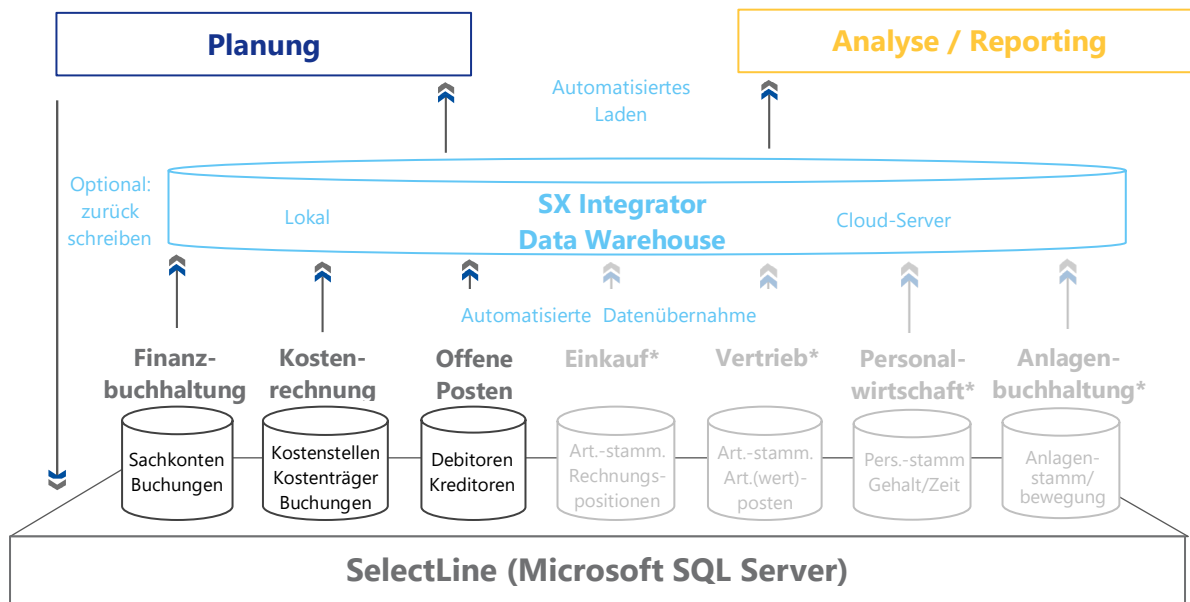 Planung
Analyse / Reporting
Automatisiertes
Laden
Optional:
zurück
schreiben
Lokal
SX Integrator
Data Warehouse
Cloud-Server
Automatisierte Datenübernahme
Finanz-
buchhaltung
Kosten-
rechnung
Offene
Posten
Einkauf*
Vertrieb*
Personal-
wirtschaft*
Anlagen-
buchhaltung*
Sachkonten
Buchungen
Kostenstellen
Kostenträger
Buchungen
Debitoren
Kreditoren
Art.-stamm.
Rechnungs-
positionen
Art.-stamm.
Art.(wert)-
posten
Pers.-stamm
Gehalt/Zeit
Anlagen-
stamm/
bewegung
SelectLine (Microsoft SQL Server)